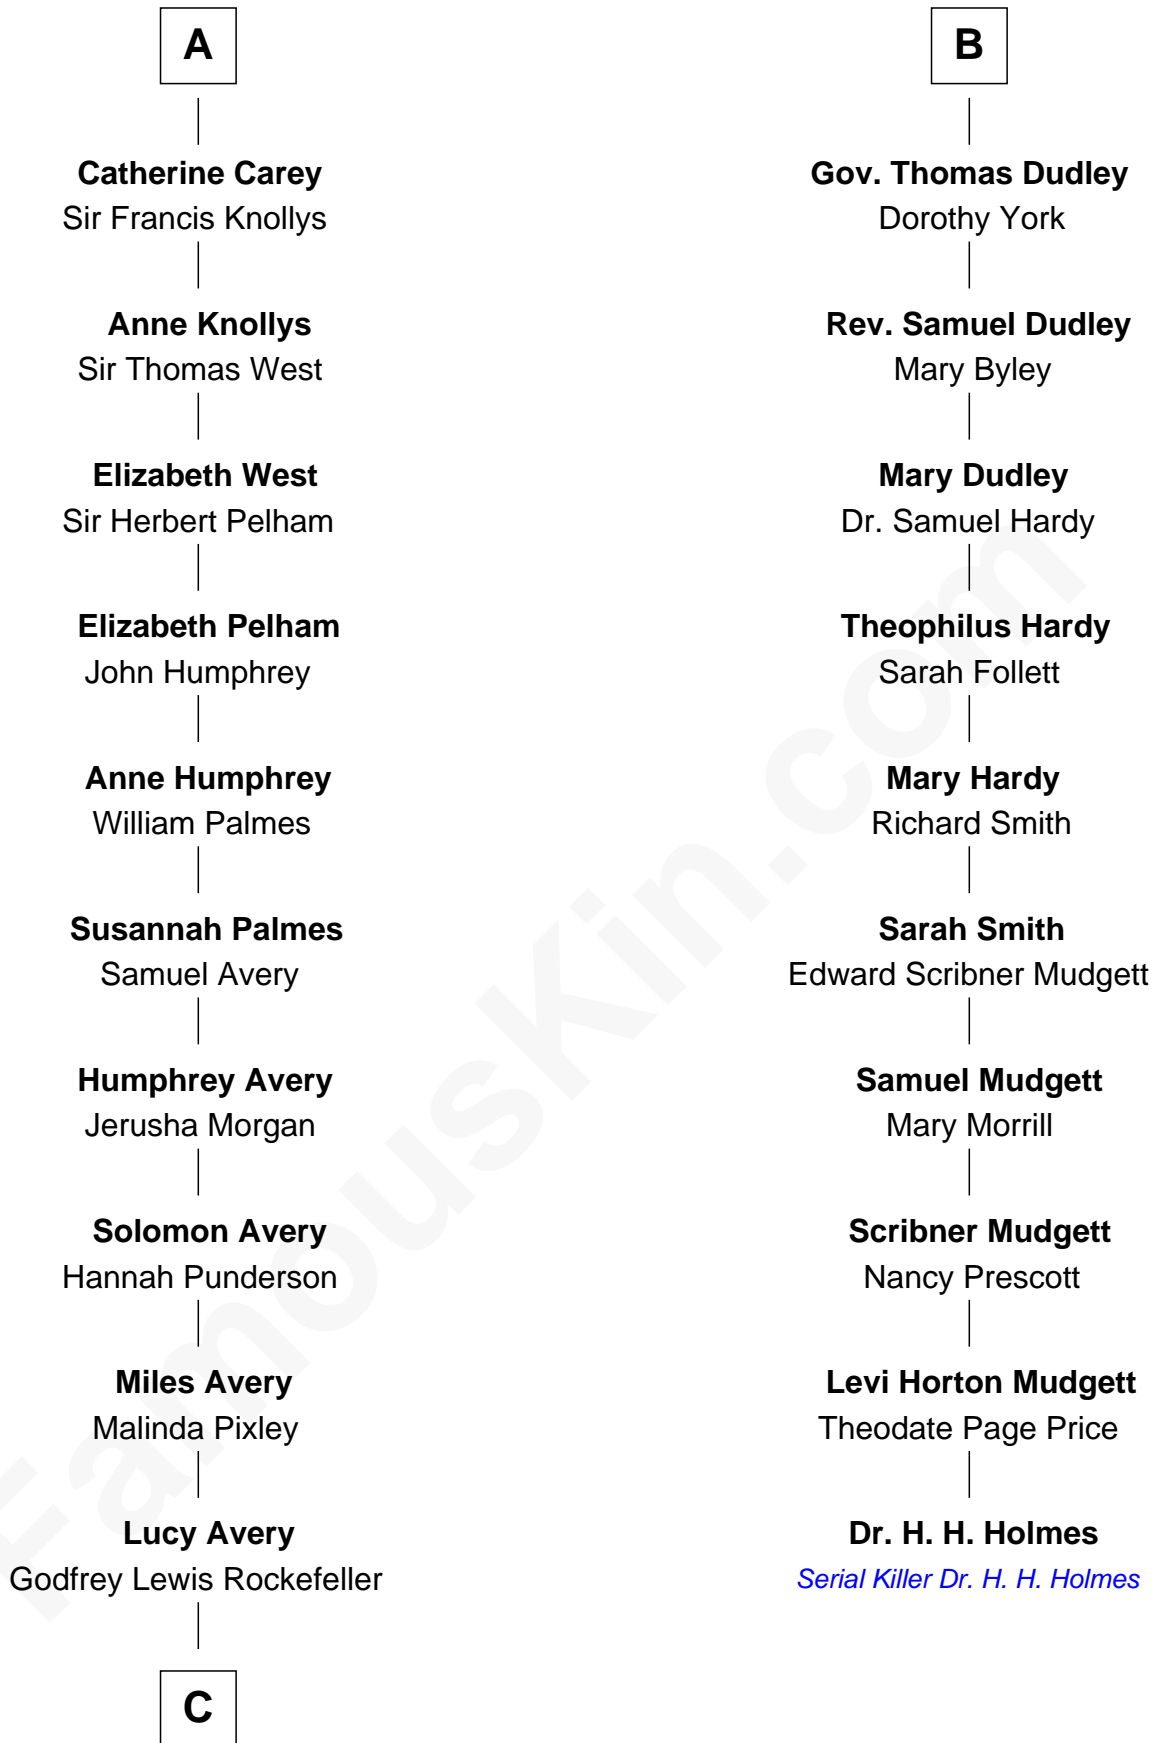 A
Catherine Carey
Sir Francis Knollys
Anne Knollys
Sir Thomas West
Elizabeth West
Sir Herbert Pelham
Elizabeth Pelham
John Humphrey
Anne Humphrey
William Palmes
Susannah Palmes
Samuel Avery
Humphrey Avery
Jerusha Morgan
Solomon Avery
Hannah Punderson
Miles Avery
Malinda Pixley
Lucy Avery
Godfrey Lewis Rockefeller
C
B
Gov. Thomas Dudley
Dorothy York
Rev. Samuel Dudley
Mary Byley
Mary Dudley
Dr. Samuel Hardy
Theophilus Hardy
Sarah Follett
Mary Hardy
Richard Smith
Sarah Smith
Edward Scribner Mudgett
Samuel Mudgett
Mary Morrill
Scribner Mudgett
Nancy Prescott
Levi Horton Mudgett
Theodate Page Price
Dr. H. H. Holmes
Serial Killer Dr. H. H. Holmes
FamousKin.com